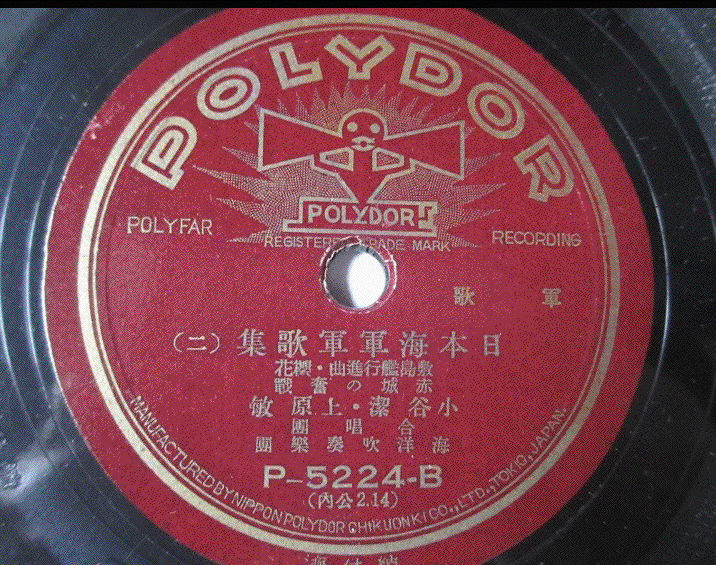 POLYDOR
POLYDOR
REGISTERED TRADE MARK
POLYFAR RECORDING
軍歌
日本海軍軍歌集(二)
敷島艦行進曲・櫻花
赤城の奮戰
小谷潔・上原敏
合唱團
海洋吹奏樂團
P-5224-B
(内公2.14)
MANUFACTURED BY NIPPON POLYDOR CHIKUONKI CO., LTD., TOKIO, JAPAN.